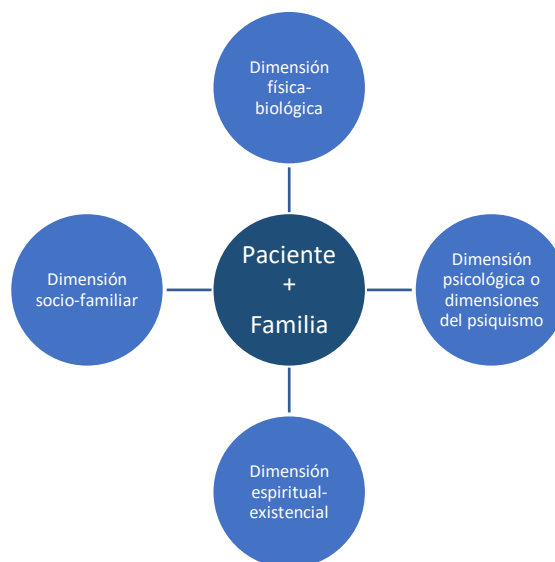 Dimensión
física-
biológica
Paciente
+
Familia
Dimensión
socio-familiar
Dimensión
psicológica o
dimensiones
del psiquismo
Dimensión
espiritual-
existencial